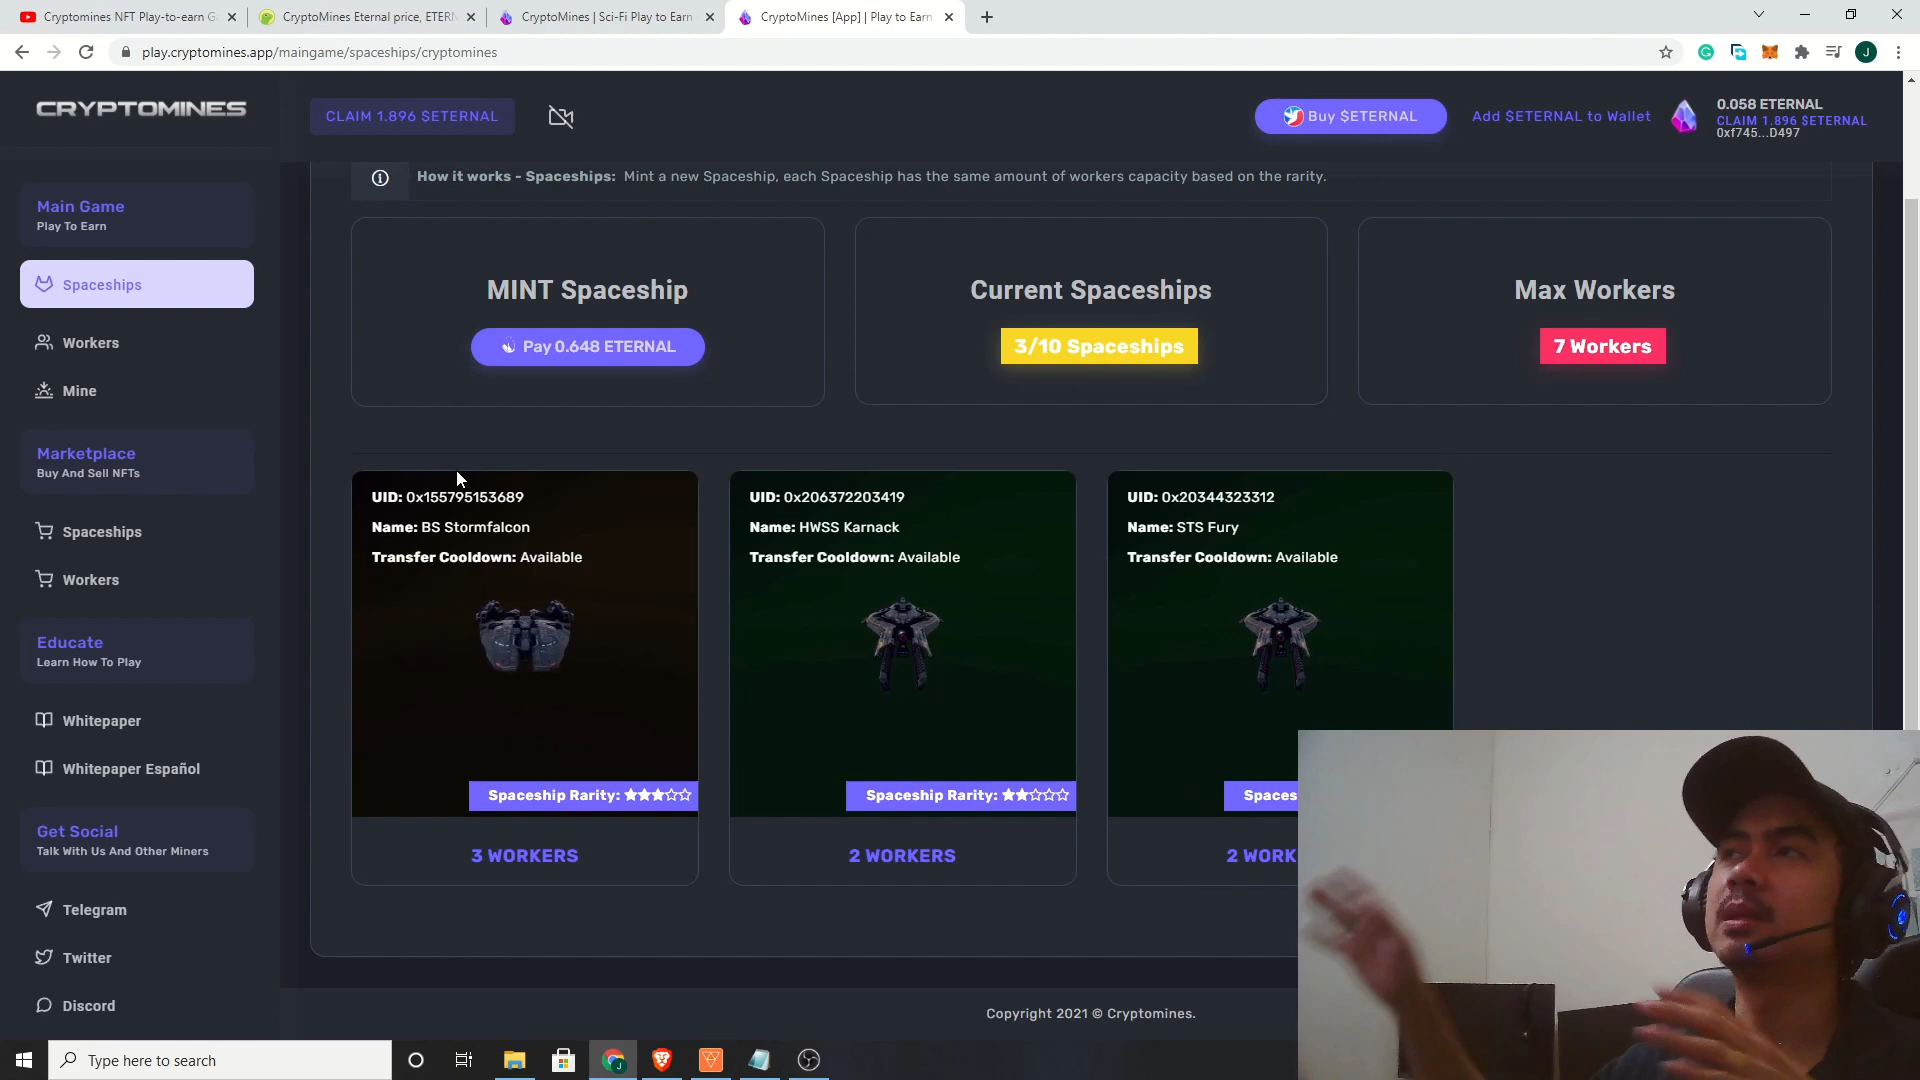 Cryptomines NFT Play-to-earn G
CryptoMines Eternal price, ETERN
CryptoMines | Sci-Fi Play to Earn
CryptoMines [App] | Play to Earn
play.cryptomines.app/maingame/spaceships/cryptomines
J
CRYPTOMINES
CLAIM 1.896 $ETERNAL
Buy $ETERNAL
Add $ETERNAL to Wallet
0.058 ETERNAL
CLAIM 1.896 $ETERNAL
0xf745...D497
Main Game
Play To Earn
Spaceships
Workers
Mine
Marketplace
Buy And Sell NFTs
Spaceships
Workers
Educate
Learn How To Play
Whitepaper
Whitepaper Español
Get Social
Talk With Us And Other Miners
Telegram
Twitter
Discord
How it works - Spaceships: Mint a new Spaceship, each Spaceship has the same amount of workers capacity based on the rarity.
MINT Spaceship
Pay 0.648 ETERNAL
Current Spaceships
3/10 Spaceships
Max Workers
7 Workers
UID: 0x155795153689
Name: BS Stormfalcon
Transfer Cooldown: Available
Spaceship Rarity: ★★★☆☆
3 WORKERS
UID: 0x206372203419
Name: HWSS Karnack
Transfer Cooldown: Available
Spaceship Rarity: ★★☆☆☆
2 WORKERS
UID: 0x20344323312
Name: STS Fury
Transfer Cooldown: Available
Spaces
2 WORK
Copyright 2021 © Cryptomines.
Type here to search